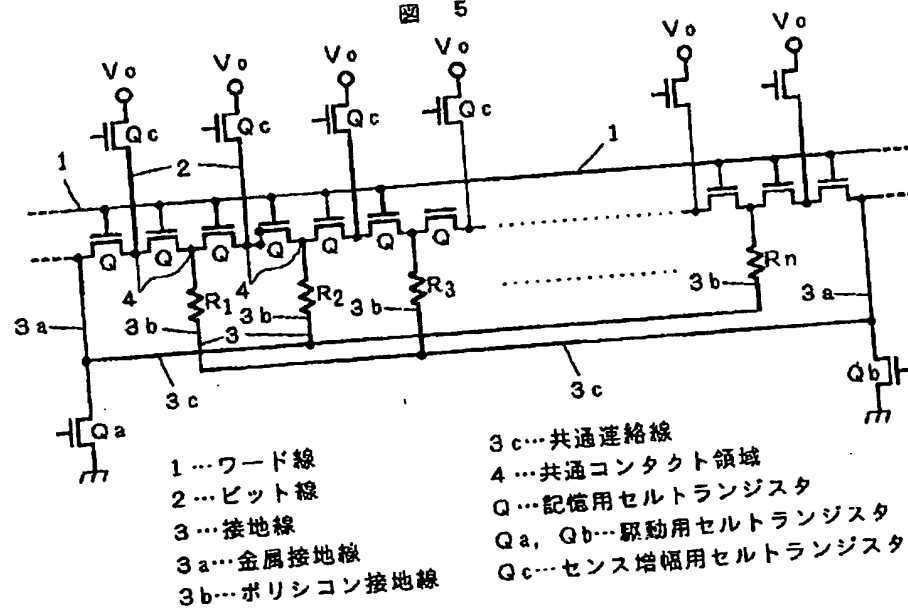 図 5
Vo Vo Vo Vo Vo Vo
Qc Qc Qc Qc
1 2 1
Q Q Q Q Q Q Q
4 4
R1 R2 R3 Rn
3a 3b 3b 3b 3b 3a
3
3c 3c
Qa Qb
1…ワード線
2…ビット線
3…接地線
3a…金属接地線
3b…ポリシコン接地線
3c…共通連絡線
4…共通コンタクト領域
Q…記憶用セルトランジスタ
Qa, Qb…駆動用セルトランジスタ
Qc…センス増幅用セルトランジスタ